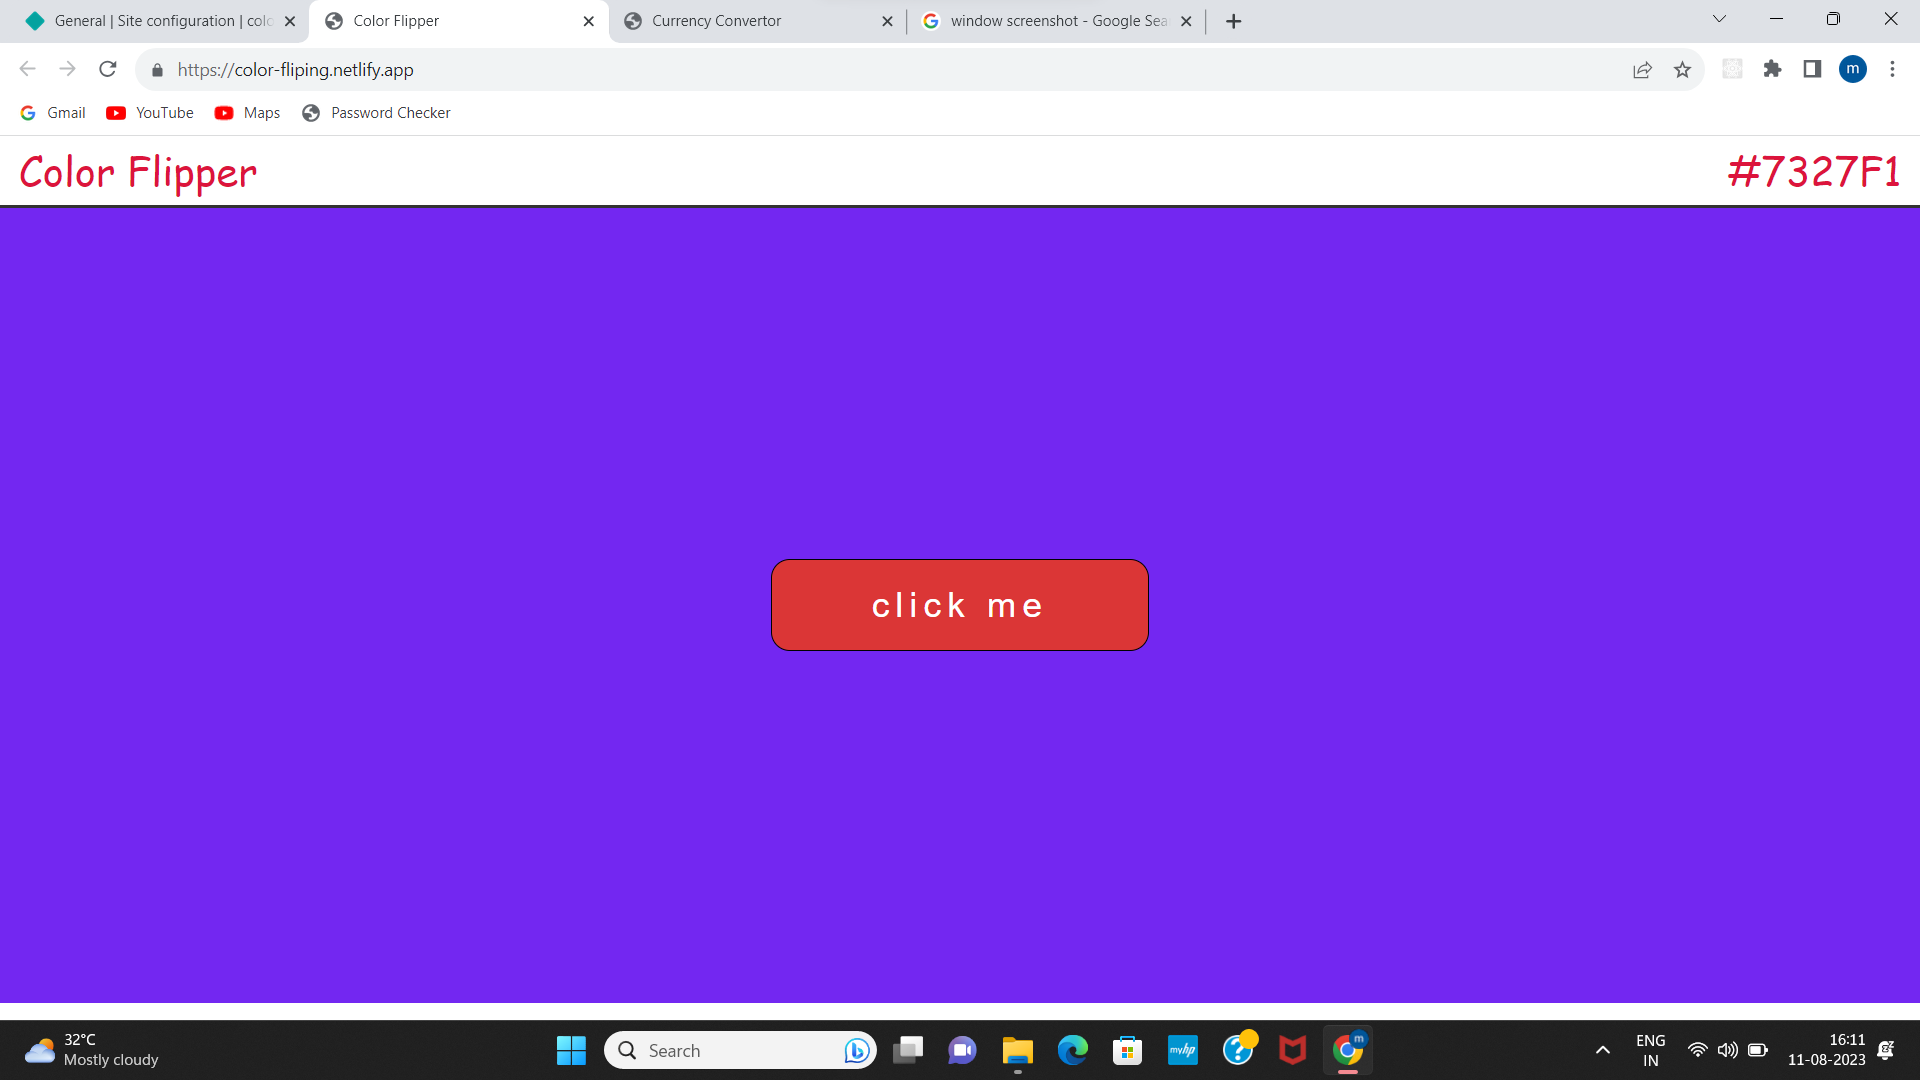 General | Site configuration | colo
Color Flipper
Currency Convertor
window screenshot - Google Sea
https://color-fliping.netlify.app
m
Gmail
YouTube
Maps
Password Checker
Color Flipper
#7327F1
click me
32°C
Mostly cloudy
Search
myhp
m
ENG
IN
16:11
11-08-2023